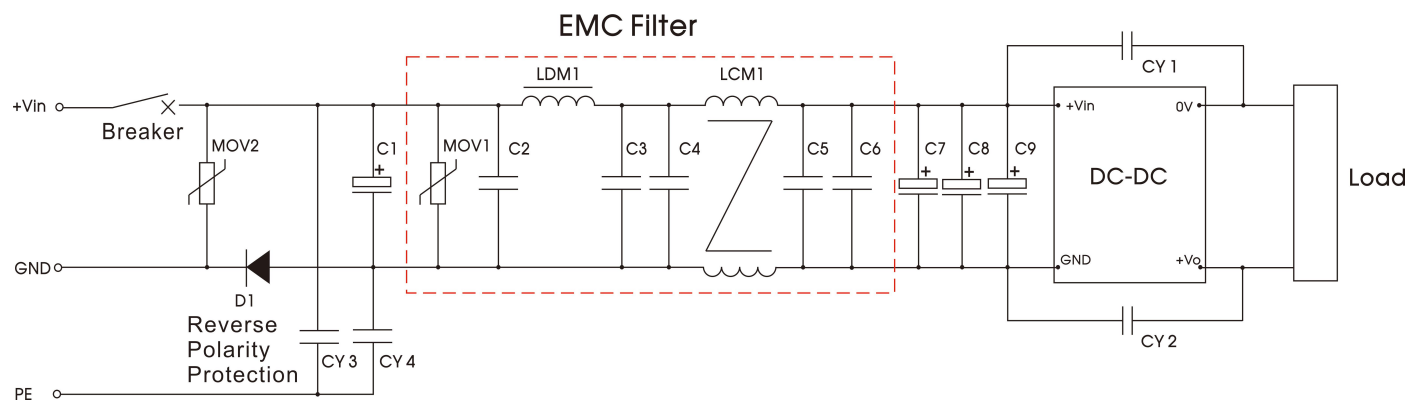 EMC Filter
LDM1
LCM1
CY 1
+Vin
Breaker
MOV2
C1
+
MOV1
C2
C3
C4
C5
C6
C7
+
C8
+
C9
+
+Vin
0V
DC-DC
GND
+Vo
Load
GND
D1
Reverse
Polarity
Protection
CY 3
CY 4
CY 2
PE